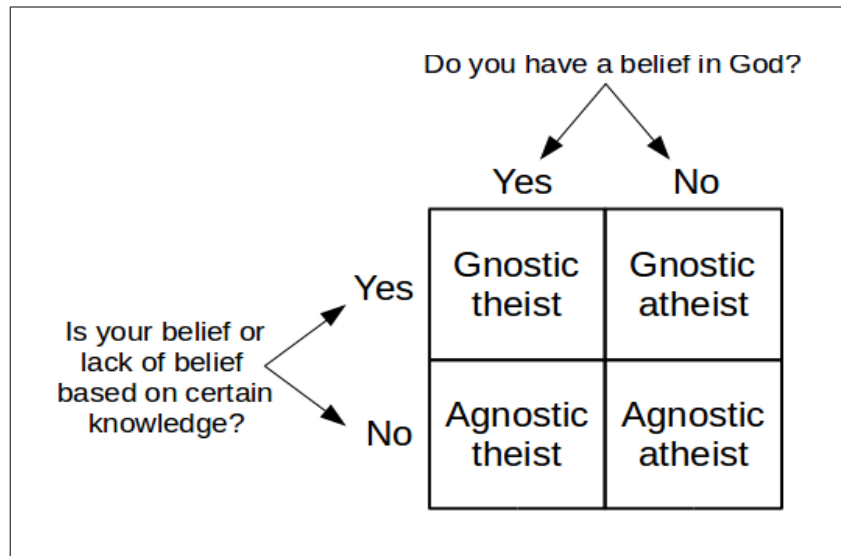 Do you have a belief in God?
Yes No
Gnostic theist
Gnostic atheist
Yes
Is your belief or
lack of belief
based on certain
knowledge?
No
Agnostic theist
Agnostic atheist